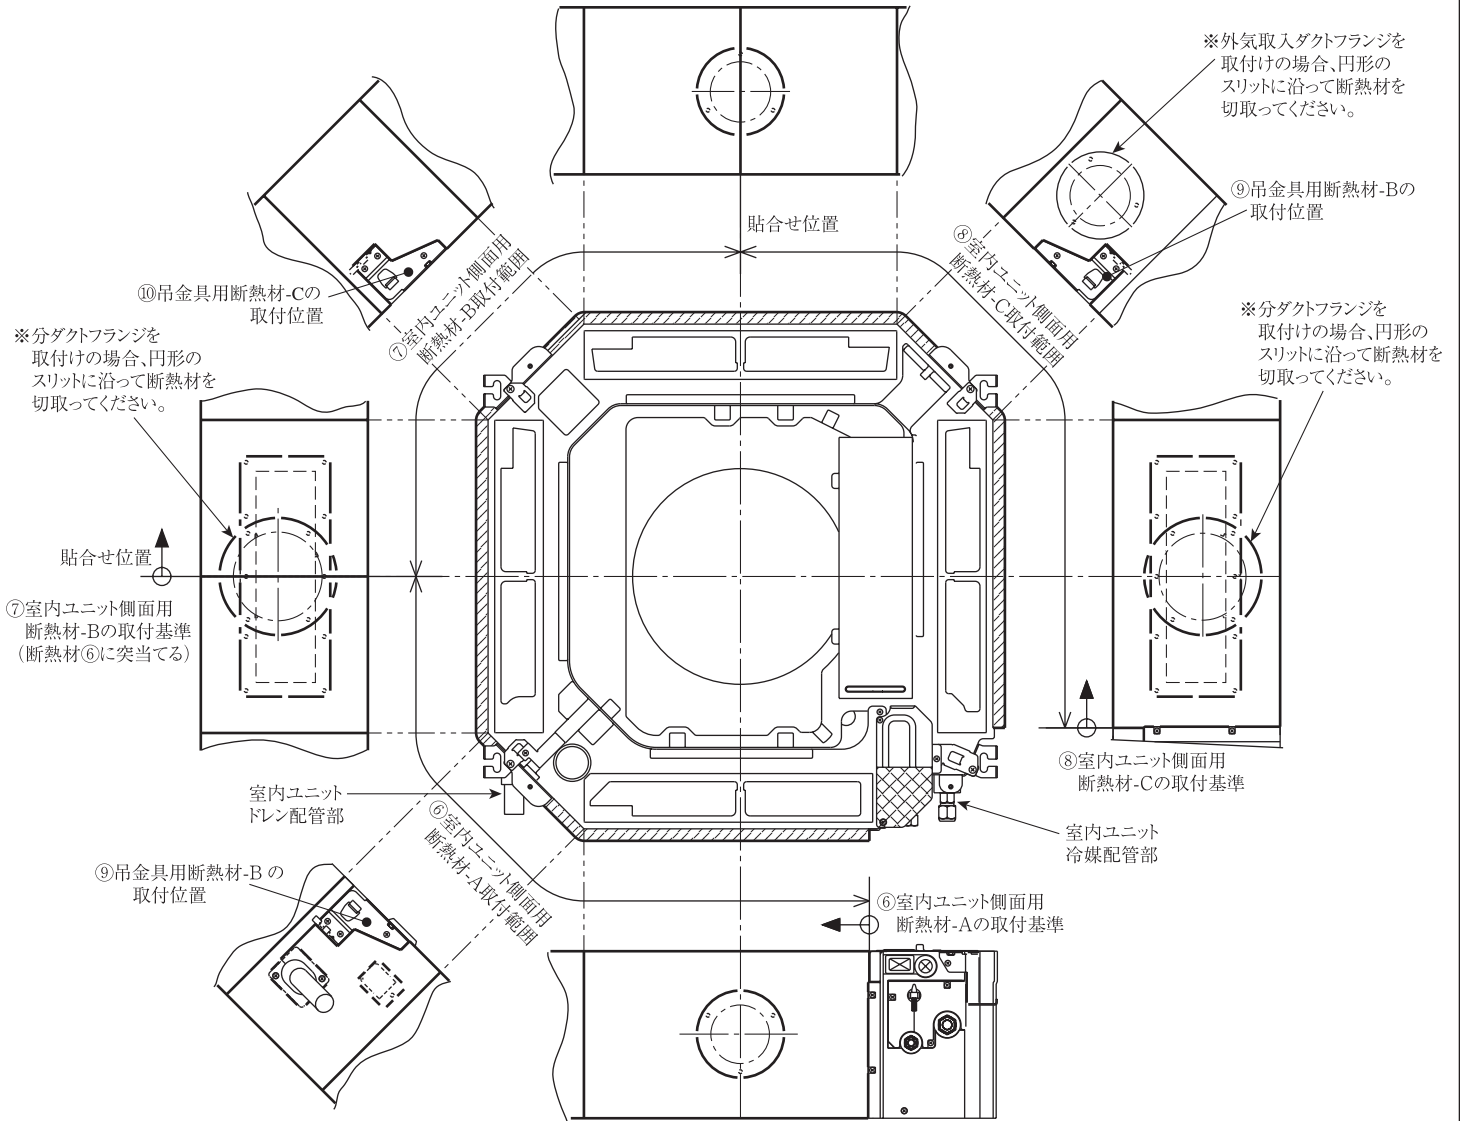 ※外気取入ダクトフランジを
取付けの場合、円形の
スリットに沿って断熱材を
切取ってください。
⑨吊金具用断熱材-Bの
取付位置
貼合せ位置
⑧室内ユニット側面用
断熱材-C取付範囲
⑦室内ユニット側面用
断熱材-B取付範囲
⑩吊金具用断熱材-Cの
取付位置
※分ダクトフランジを
取付けの場合、円形の
スリットに沿って断熱材を
切取ってください。
※分ダクトフランジを
取付けの場合、円形の
スリットに沿って断熱材を
切取ってください。
貼合せ位置
⑦室内ユニット側面用
断熱材-Bの取付基準
（断熱材⑥に突当てる）
⑧室内ユニット側面用
断熱材-Cの取付基準
室内ユニット
ドレン配管部
⑥室内ユニット側面用
断熱材-A取付範囲
室内ユニット
冷媒配管部
⑨吊金具用断熱材-Bの
取付位置
⑥室内ユニット側面用
断熱材-Aの取付基準